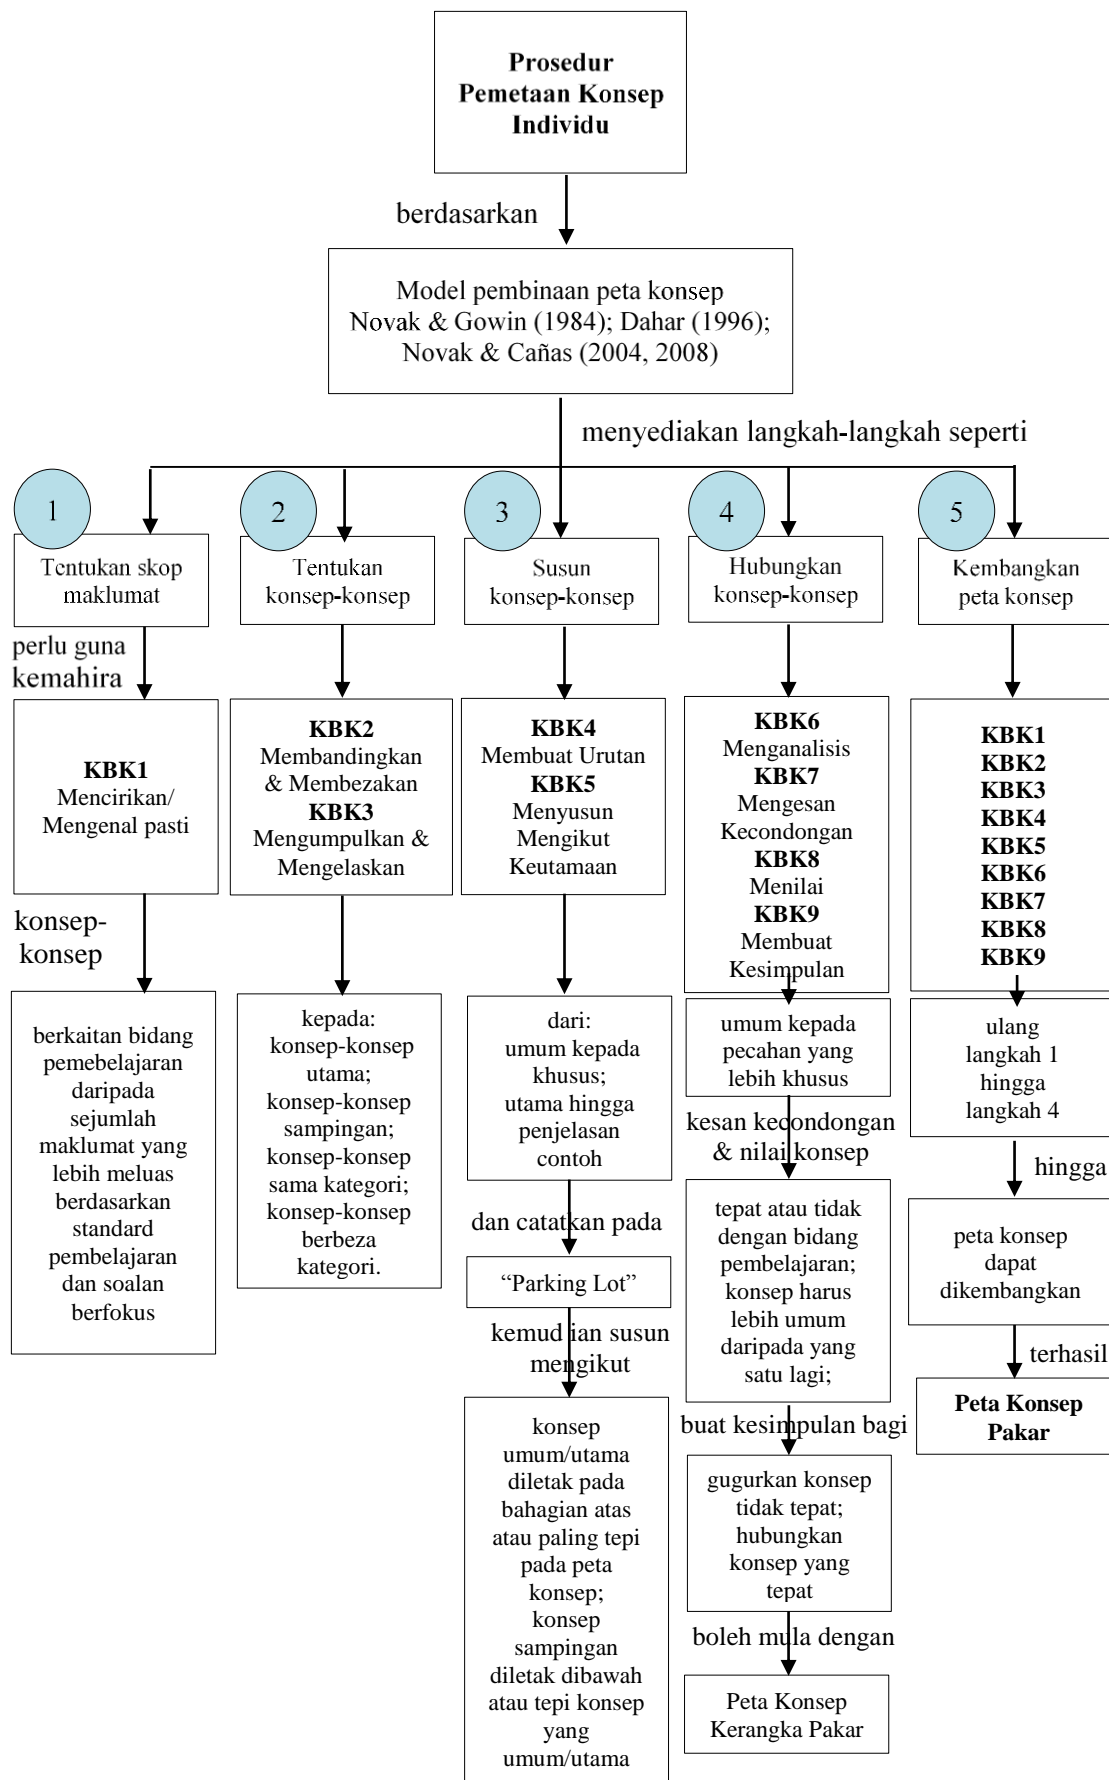 Prosedur
Pemetaan Konsep
Individu
berdasarkan
Model pembinaan peta konsep
Novak & Gowin (1984); Dahar (1996);
Novak & Cañas (2004, 2008)
menyediakan langkah-langkah seperti
1
Tentukan skop
maklumat
perlu guna
kemahira
KBK1
Mencirikan/
Mengenal pasti
konsep-
konsep
berkaitan bidang
pemebelajaran
daripada
sejumlah
maklumat yang
lebih meluas
berdasarkan
standard
pembelajaran
dan soalan
berfokus
2
Tentukan
konsep-konsep
KBK2
Membandingkan
& Membezakan
KBK3
Mengumpulkan &
Mengelaskan
kepada:
konsep-konsep
utama;
konsep-konsep
sampingan;
konsep-konsep
sama kategori;
konsep-konsep
berbeza
kategori.
3
Susun
konsep-konsep
KBK4
Membuat Urutan
KBK5
Menyusun
Mengikut
Keutamaan
dari:
umum kepada
khusus;
utama hingga
penjelasan
contoh
dan catatkan pada
“Parking Lot”
kemud ian susun
mengikut
konsep
umum/utama
diletak pada
bahagian atas
atau paling tepi
pada peta
konsep;
konsep
sampingan
diletak dibawah
atau tepi konsep
yang
umum/utama
4
Hubungkan
konsep-konsep
KBK6
Menganalisis
KBK7
Mengesan
Kecondongan
KBK8
Menilai
KBK9
Membuat
Kesimpulan
umum kepada
pecahan yang
lebih khusus
kesan kecondongan
& nilai konsep
tepat atau tidak
dengan bidang
pembelajaran;
konsep harus
lebih umum
daripada yang
satu lagi;
buat kesimpulan bagi
gugurkan konsep
tidak tepat;
hubungkan
konsep yang
tepat
boleh mula dengan
Peta Konsep
Kerangka Pakar
5
Kembangkan
peta konsep
KBK1
KBK2
KBK3
KBK4
KBK5
KBK6
KBK7
KBK8
KBK9
ulang
langkah 1
hingga
langkah 4
hingga
peta konsep
dapat
dikembangkan
terhasil
Peta Konsep
Pakar